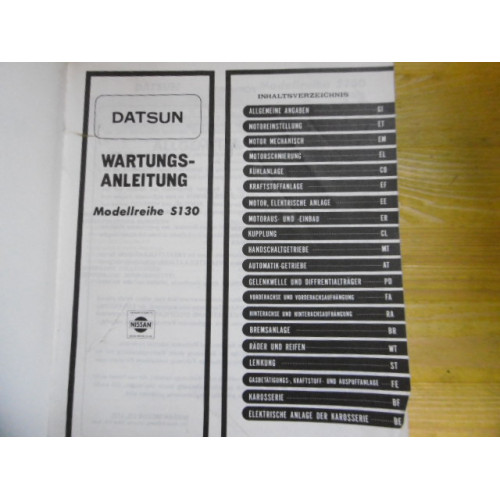 DATSUN
WARTUNGS-
ANLEITUNG
Modellreihe S130
NISSAN
INHALTSVERZEICHNIS
ALLGEMEINE ANGABEN GI
MOTOREINSTELLUNG ET
MOTOR MECHANISCH EM
MOTORSCHMIERUNG EL
KÜHLANLAGE CO
KRAFTSTOFFANLAGE EF
MOTOR, ELEKTRISCHE ANLAGE EE
MOTORAUS- UND -EINBAU ER
KUPPLUNG CL
HANDSCHALTGETRIEBE MT
AUTOMATIK-GETRIEBE AT
GELENKWELLE UND DIFFRENTIALTRÄGER PD
VORDERACHSE UND VORDERACHSAUFHÄNGUNG FA
HINTERACHSE UND HINTERACHSAUFHÄNGUNG RA
BREMSANLAGE BR
RÄDER UND REIFEN WT
LENKUNG ST
GASBETÄTIGUNGS-, KRAFTSTOFF- UND AUSPUFFANLAGE FE
KAROSSERIE BF
ELEKTRISCHE ANLAGE DER KAROSSERIE BE